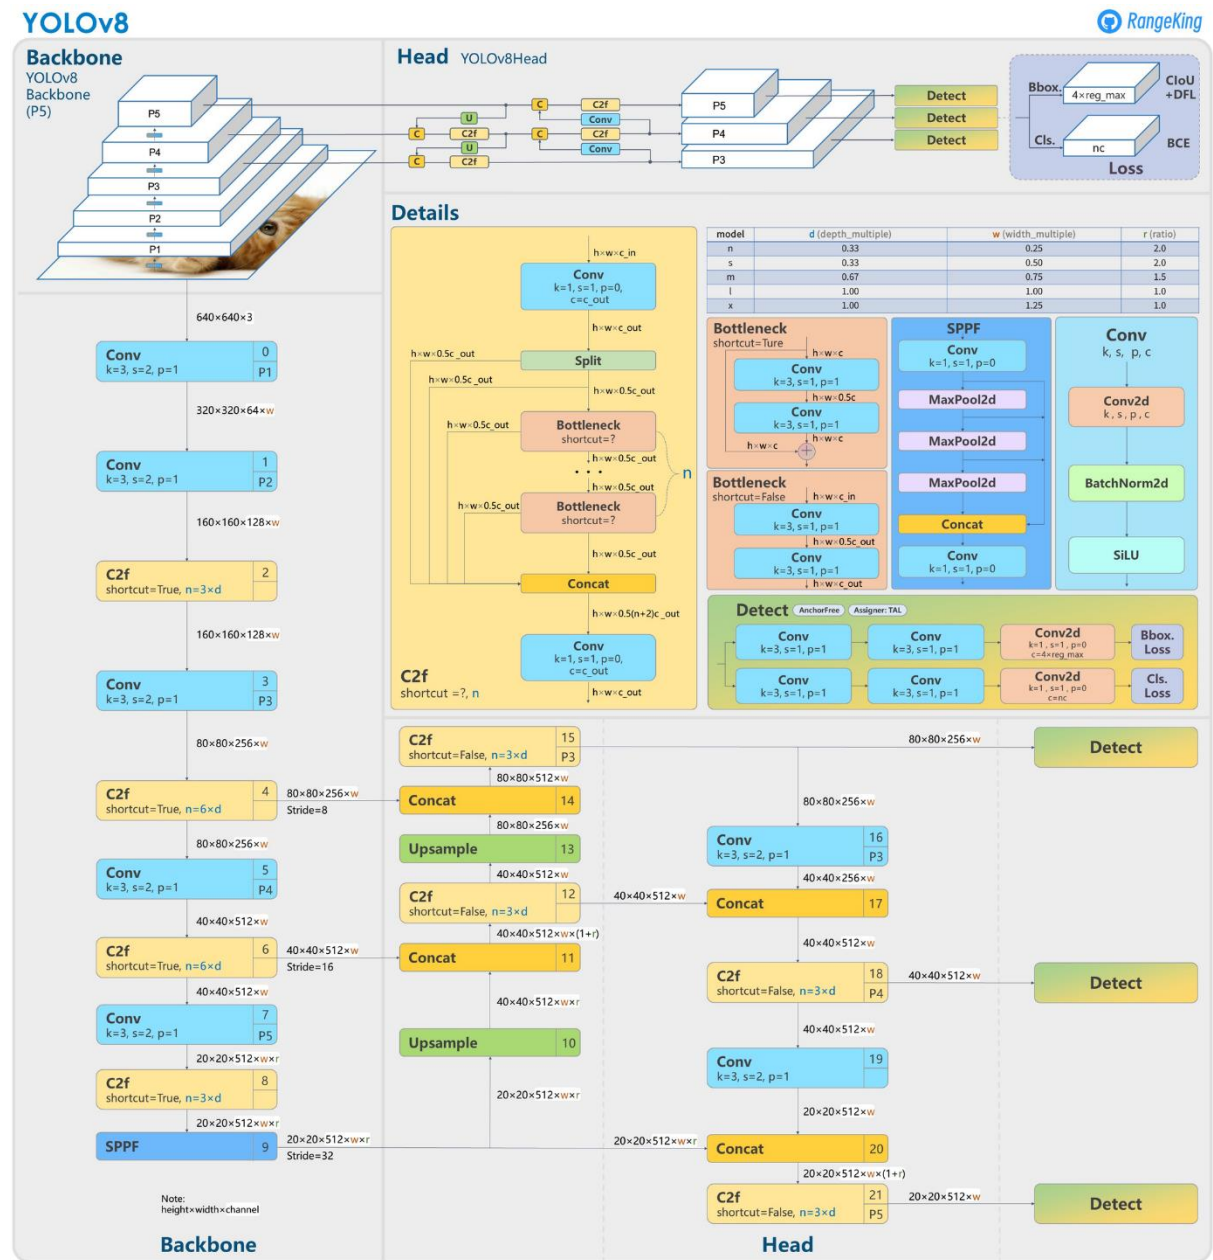 YOLOv8
RangeKing
Backbone
YOLOv8
Backbone
(P5)
P5
P4
P3
P2
P1
Head YOLOv8Head
C
C2f
U
Conv
C
C2f
C
C2f
U
Conv
C
C2f
P5
P4
P3
Detect
Detect
Detect
Bbox.
4×reg_max
CIoU
+DFL
Cls.
nc
BCE
Loss
Details
h×w×c_in
Conv
k=1, s=1, p=0,
c=c_out
h×w×c_out
h×w×0.5c_out
Split
h×w×0.5c_out
h×w×0.5c_out
h×w×0.5c_out
Bottleneck
shortcut=?
h×w×0.5c_out
...
n
h×w×0.5c_out
h×w×0.5c_out
Bottleneck
shortcut=?
h×w×0.5c_out
Concat
h×w×0.5(n+2)c_out
Conv
k=1, s=1, p=0,
c=c_out
C2f
shortcut =?, n
h×w×c_out
model d (depth_multiple) w (width_multiple) r (ratio)
n 0.33 0.25 2.0
s 0.33 0.50 2.0
m 0.67 0.75 1.5
l 1.00 1.00 1.0
x 1.00 1.25 1.0
Bottleneck
shortcut=Ture
h×w×c
Conv
k=3, s=1, p=1
h×w×0.5c
Conv
k=3, s=1, p=1
h×w×c
h×w×c
+
Bottleneck
shortcut=False
h×w×c_in
Conv
k=3, s=1, p=1
h×w×0.5c_out
Conv
k=3, s=1, p=1
h×w×c_out
SPPF
Conv
k=1, s=1, p=0
MaxPool2d
MaxPool2d
MaxPool2d
Concat
Conv
k=1, s=1, p=0
Conv
k, s, p, c
Conv2d
k, s, p, c
BatchNorm2d
SiLU
Detect AnchorFree Assigner: TAL
Conv
k=3, s=1, p=1
Conv
k=3, s=1, p=1
Conv2d
k=1, s=1, p=0
c=4×reg_max
Bbox.
Loss
Conv
k=3, s=1, p=1
Conv
k=3, s=1, p=1
Conv2d
k=1, s=1, p=0
c=nc
Cls.
Loss
640×640×3
Conv
k=3, s=2, p=1
0
P1
320×320×64×w
Conv
k=3, s=2, p=1
1
P2
160×160×128×w
C2f
shortcut=True, n=3×d
2
160×160×128×w
Conv
k=3, s=2, p=1
3
P3
80×80×256×w
C2f
shortcut=True, n=6×d
4
80×80×256×w
Stride=8
80×80×256×w
Conv
k=3, s=2, p=1
5
P4
40×40×512×w
C2f
shortcut=True, n=6×d
6
40×40×512×w
Stride=16
40×40×512×w
Conv
k=3, s=2, p=1
7
P5
20×20×512×w×r
C2f
shortcut=True, n=3×d
8
20×20×512×w×r
SPPF
9
20×20×512×w×r
Stride=32
Note:
height×width×channel
Backbone
C2f
shortcut=False, n=3×d
15
P3
80×80×512×w
Concat
14
80×80×256×w
Upsample
13
40×40×512×w
C2f
shortcut=False, n=3×d
12
40×40×512×w
40×40×512×w×(1+r)
Concat
11
40×40×512×w×r
Upsample
10
20×20×512×w×r
80×80×256×w
Detect
80×80×256×w
Conv
k=3, s=2, p=1
16
P3
40×40×256×w
Concat
17
40×40×512×w
C2f
shortcut=False, n=3×d
18
P4
40×40×512×w
Detect
40×40×512×w
Conv
k=3, s=2, p=1
19
20×20×512×w
20×20×512×w×r
Concat
20
20×20×512×w×(1+r)
C2f
shortcut=False, n=3×d
21
P5
20×20×512×w
Detect
Head